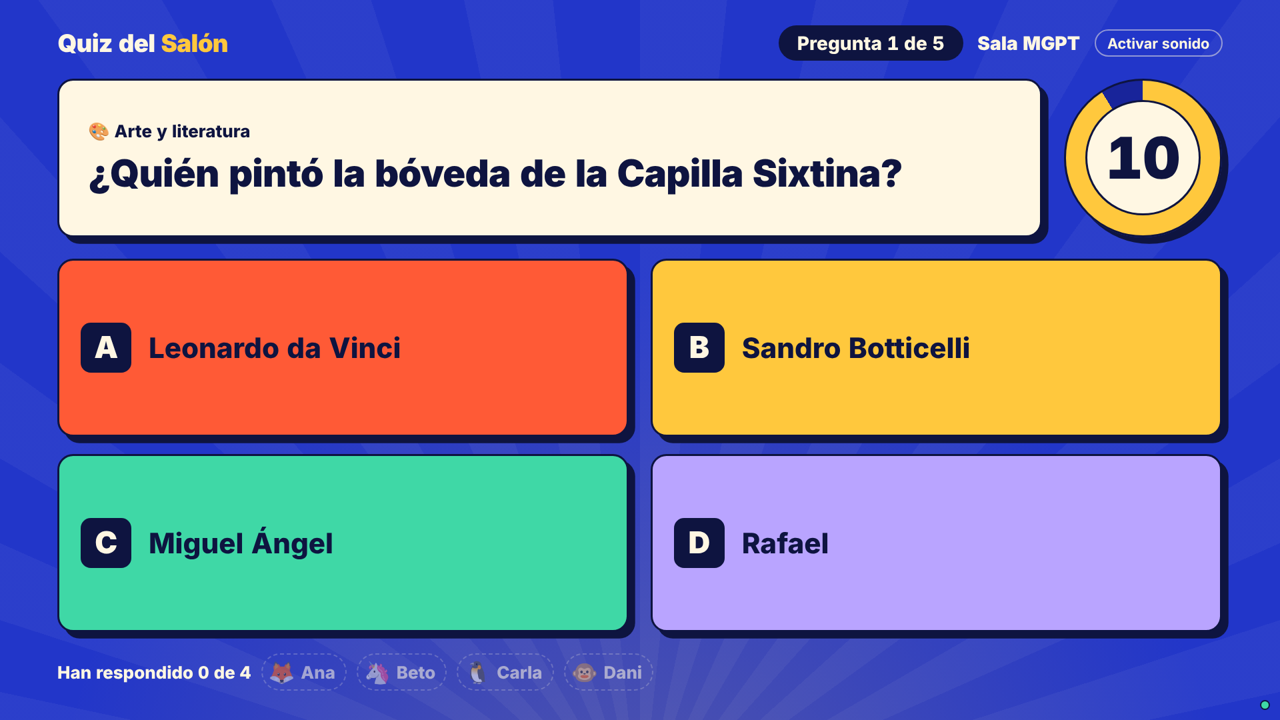 Quiz del Salón
Pregunta 1 de 5
Sala MGPT
Activar sonido
Arte y literatura
¿Quién pintó la bóveda de la Capilla Sixtina?
10
A Leonardo da Vinci
B Sandro Botticelli
C Miguel Ángel
D Rafael
Han respondido 0 de 4
Ana
Beto
Carla
Dani